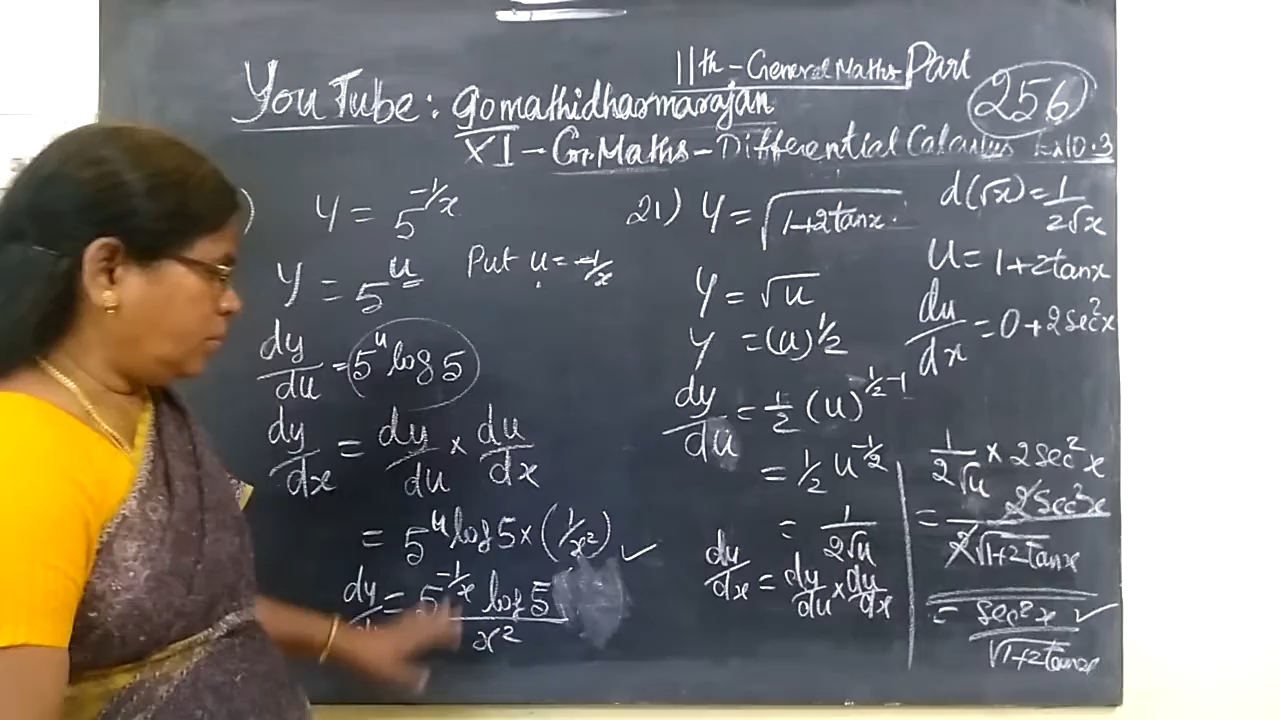 11th - General Maths Part
YouTube: gomathidharmarajan 256
XI - G.Maths - Differential Calculus Ex 10.3
) y = 5^{-1/x}
y = 5^u Put u = -1/x
dy/du = 5^u log 5
dy/dx = dy/du × du/dx
= 5^u log 5 × (1/x²) ✓
dy/ = 5^{-1/x} log 5 / x²
21) y = √(1+2tanx)
y = √u
y = (u)^{1/2}
dy/du = 1/2 (u)^{1/2 - 1}
= 1/2 u^{-1/2}
= 1/(2√u)
dy/dx = dy/du × du/dx
d(√x) = 1/(2√x)
u = 1+2tanx
du/dx = 0 + 2sec²x
1/(2√u) × 2sec²x
= 2sec²x / 2√(1+2tanx)
= sec²x / √(1+2tanx) ✓